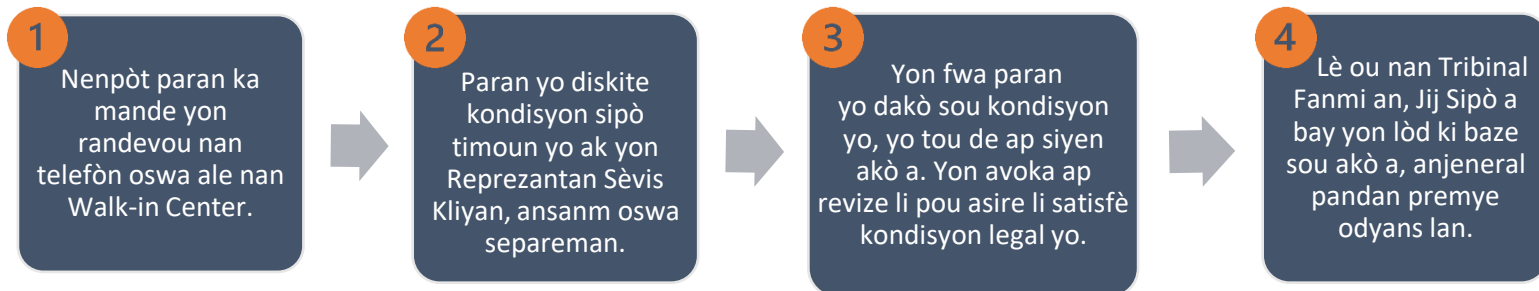 1
Nenpòt paran ka
mande yon
randevou nan
telefòn oswa ale nan
Walk-in Center.
2
Paran yo diskite
kondisyon sipò
timoun yo ak yon
Reprezantan Sèvis
Kliyan, ansanm oswa
separeman.
3
Yon fwa paran
yo dakò sou kondisyon
yo, yo tou de ap siyen
akò a. Yon avoka ap
revize li pou asire li satisfè
kondisyon legal yo.
4
Lè ou nan Tribinal
Fanmi an, Jij Sipò a
bay yon lòd ki baze
sou akò a, anjeneral
pandan premye
odyans lan.